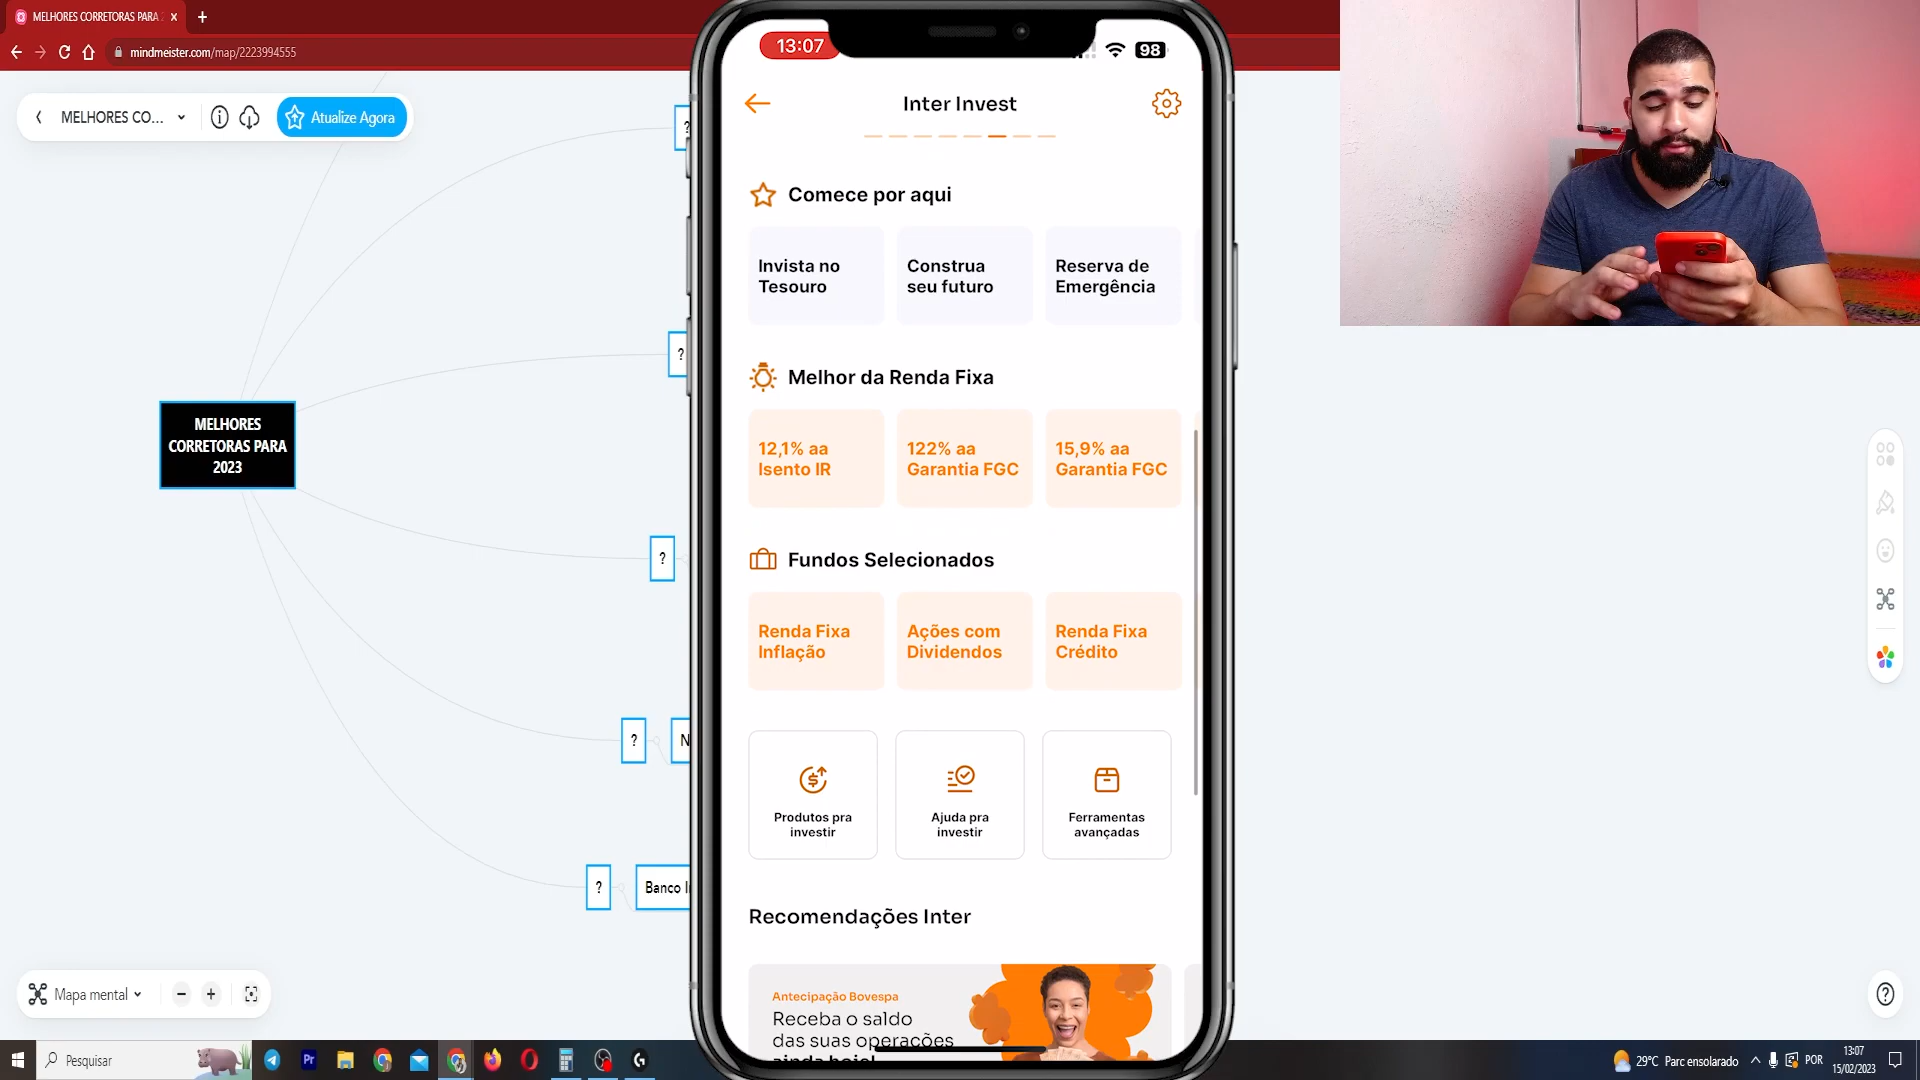 MELHORES CORRETORAS PARA 2
mindmeister.com/map/2223994555
MELHORES CO...
Atualize Agora
MELHORES
CORRETORAS PARA
2023
?
?
?
?
N
?
Banco I
Mapa mental
13:07
98
Inter Invest
Comece por aqui
Invista no
Tesouro
Construa
seu futuro
Reserva de
Emergência
Melhor da Renda Fixa
12,1% aa
Isento IR
122% aa
Garantia FGC
15,9% aa
Garantia FGC
Fundos Selecionados
Renda Fixa
Inflação
Ações com
Dividendos
Renda Fixa
Crédito
Produtos pra
investir
Ajuda pra
investir
Ferramentas
avançadas
Recomendações Inter
Antecipação Bovespa
Receba o saldo
das suas operações
ainda hoje!
Pesquisar
Pr
29°C Parc ensolarado
POR
13:07
15/02/2023